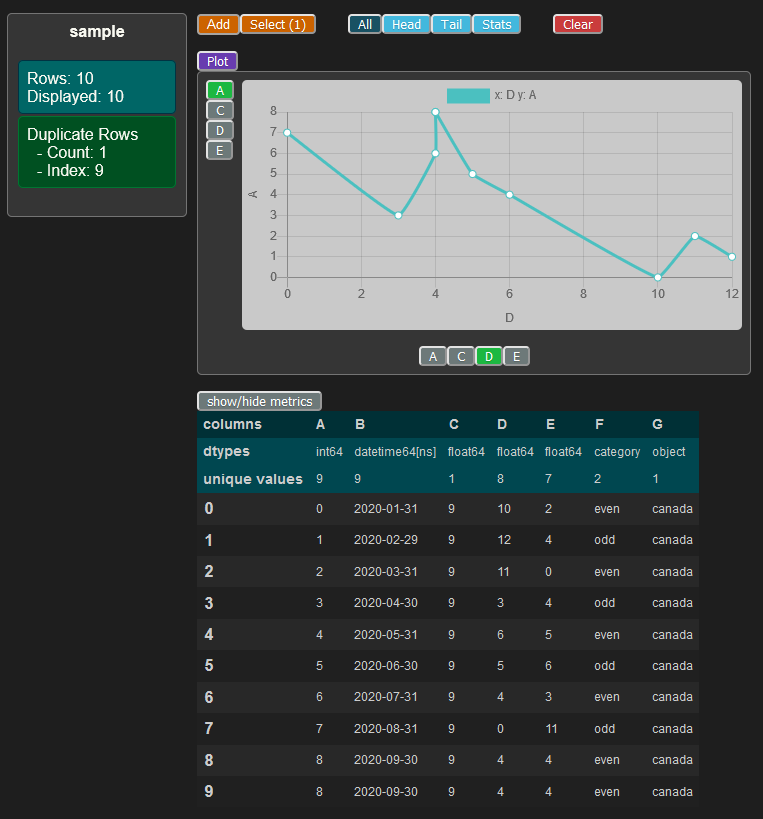 sample
Rows: 10
Displayed: 10
Duplicate Rows
- Count: 1
- Index: 9
Add Select (1) All Head Tail Stats Clear
Plot
A
C
D
E
x: D y: A
8
7
6
5
4
3
2
1
0
A
0 2 4 6 8 10 12
D
A C D E
show/hide metrics
columns A B C D E F G
dtypes int64 datetime64[ns] float64 float64 float64 category object
unique values 9 9 1 8 7 2 1
0 0 2020-01-31 9 10 2 even canada
1 1 2020-02-29 9 12 4 odd canada
2 2 2020-03-31 9 11 0 even canada
3 3 2020-04-30 9 3 4 odd canada
4 4 2020-05-31 9 6 5 even canada
5 5 2020-06-30 9 5 6 odd canada
6 6 2020-07-31 9 4 3 even canada
7 7 2020-08-31 9 0 11 odd canada
8 8 2020-09-30 9 4 4 even canada
9 8 2020-09-30 9 4 4 even canada